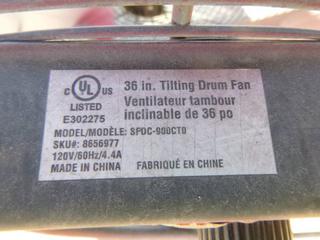 C UL US
LISTED
E302275
36 in. Tilting Drum Fan
Ventilateur tambour
inclinable de 36 po
MODEL/MODÈLE: SFDC-900CT0
SKU#: 8656977
120V/60Hz/4.4A
MADE IN CHINA FABRIQUÉ EN CHINE